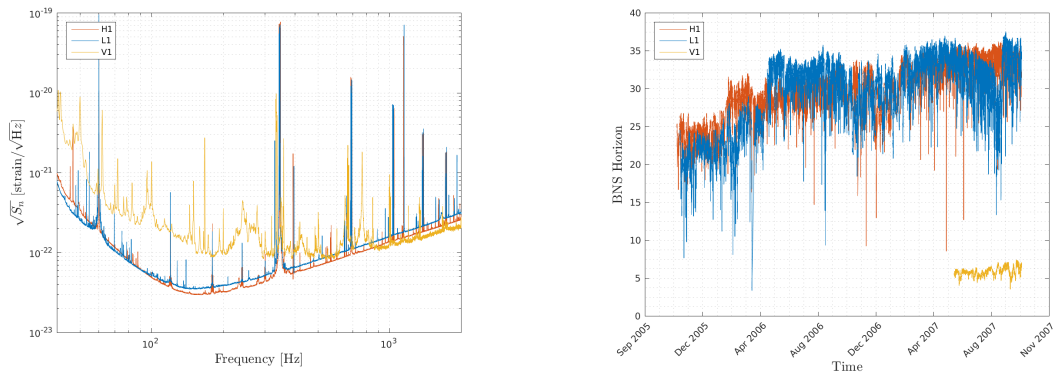 H1
L1
V1
10^-19
10^-20
10^-21
10^-22
10^-23
√S_n [strain/√Hz]
10^2
10^3
Frequency [Hz]
H1
L1
V1
40
35
30
25
20
15
10
5
0
BNS Horizon
Sep 2005
Dec 2005
Apr 2006
Aug 2006
Dec 2006
Apr 2007
Aug 2007
Nov 2007
Time